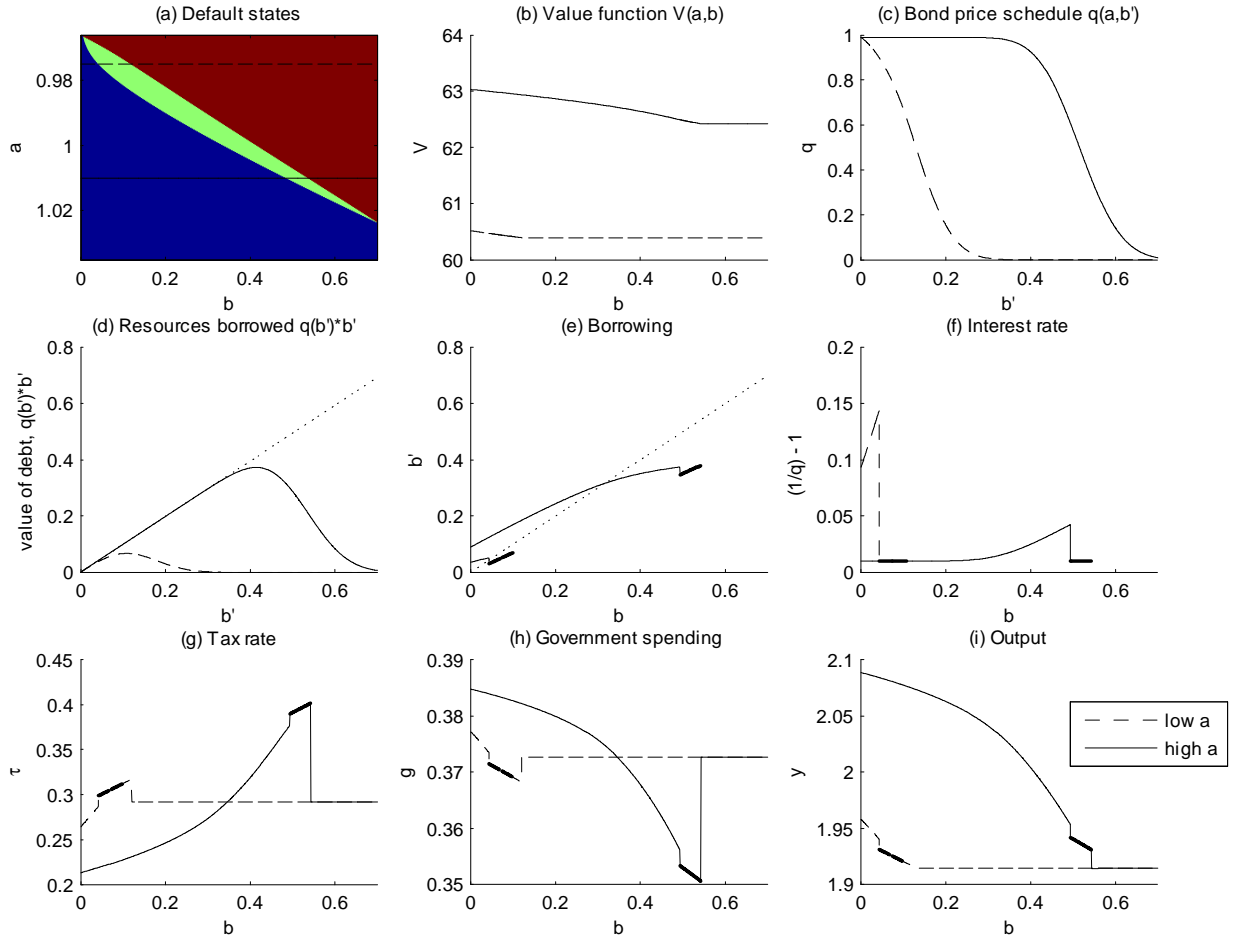 (a) Default states
0.98
1
1.02
a
0 0.2 0.4 0.6
b
(b) Value function V(a,b)
64
63
62
61
60
V
0 0.2 0.4 0.6
b
(c) Bond price schedule q(a,b')
1
0.8
0.6
0.4
0.2
0
q
0 0.2 0.4 0.6
b'
(d) Resources borrowed q(b')*b'
0.8
0.6
0.4
0.2
0
value of debt, q(b')*b'
0 0.2 0.4 0.6
b'
(e) Borrowing
0.8
0.6
0.4
0.2
0
b'
0 0.2 0.4 0.6
b
(f) Interest rate
0.2
0.15
0.1
0.05
0
(1/q) - 1
0 0.2 0.4 0.6
b
(g) Tax rate
0.45
0.4
0.35
0.3
0.25
0.2
τ
0 0.2 0.4 0.6
b
(h) Government spending
0.39
0.38
0.37
0.36
0.35
g
0 0.2 0.4 0.6
b
(i) Output
2.1
2.05
2
1.95
1.9
y
0 0.2 0.4 0.6
b
low a
high a